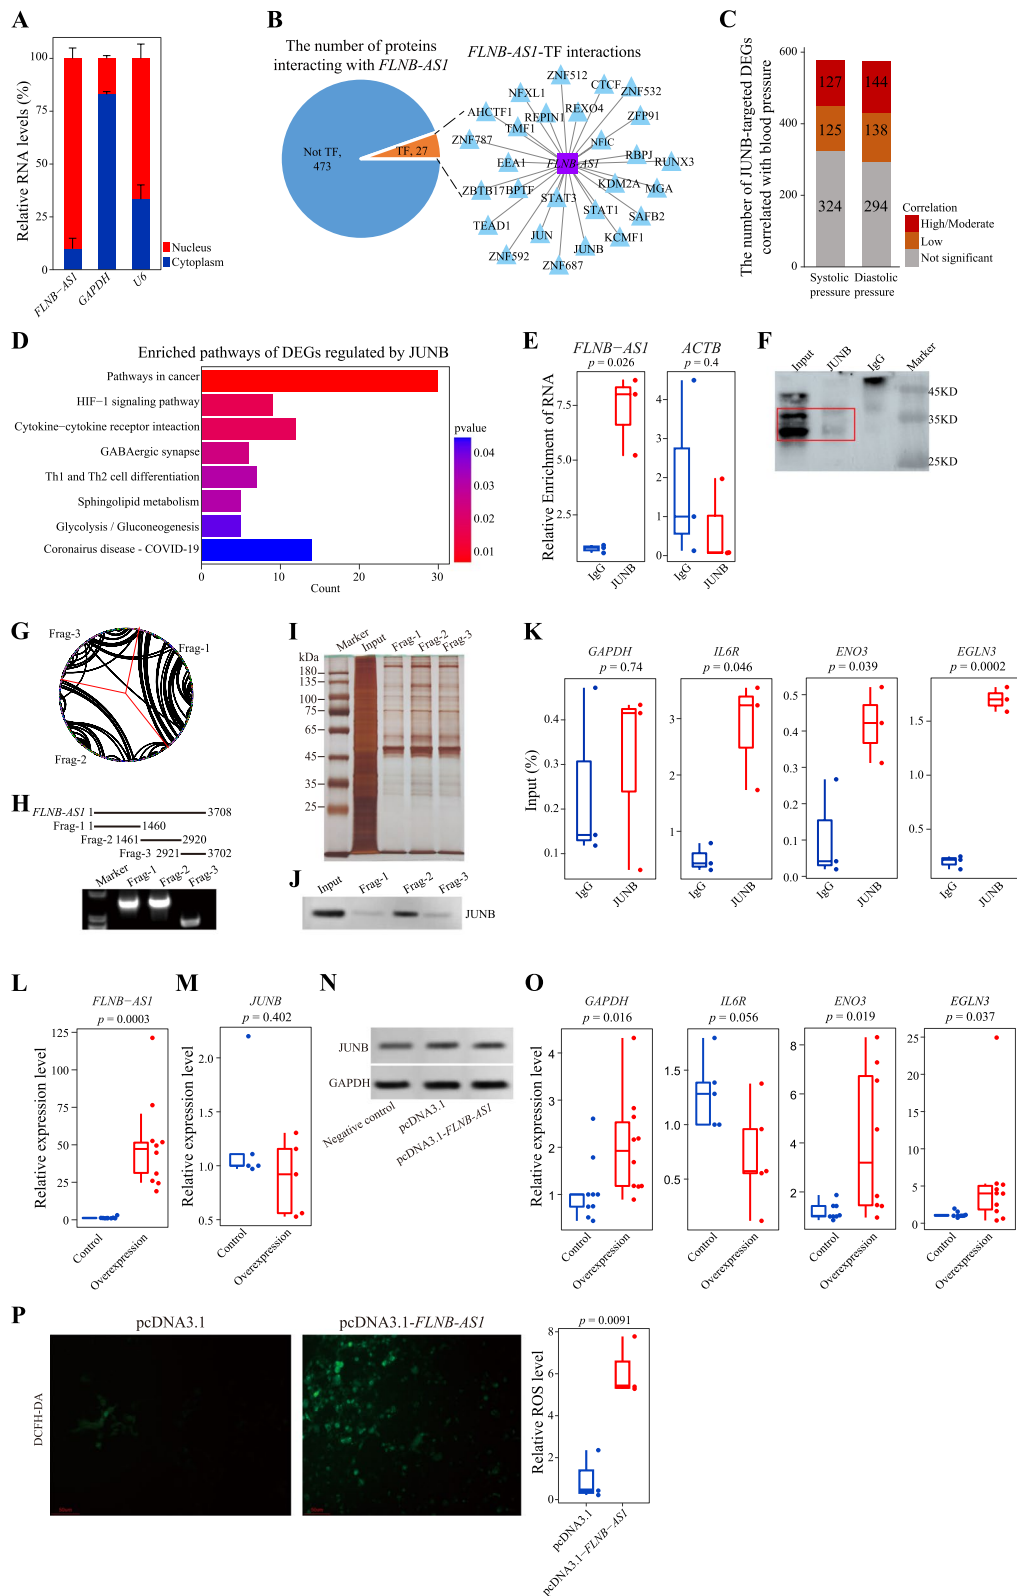 A
Relative RNA levels (%)
100
75
50
25
0
FLNB−AS1
GAPDH
U6
Nucleus
Cytoplasm
B
The number of proteins
interacting with FLNB-AS1
Not TF,
473
TF, 27
FLNB-AS1-TF interactions
ZNF512
NFXL1
CTCF
ZNF532
AHCTF1
REPIN1
REXO4
ZFP91
TMF1
ZNF787
NFIC
EEA1
FLNB-AS1
RBPJ
RUNX3
ZBTB17
BPTF
KDM2A
MGA
STAT3
STAT1
SAFB2
TEAD1
JUN
JUNB
KCMF1
ZNF592
ZNF687
C
The number of JUNB-targeted DEGs
correlated with blood pressure
600
400
200
0
127
144
125
138
324
294
Systolic
pressure
Diastolic
pressure
Correlation
High/Moderate
Low
Not significant
D
Enriched pathways of DEGs regulated by JUNB
Pathways in cancer
HIF−1 signaling pathway
Cytokine−cytokine receptor inteaction
GABAergic synapse
Th1 and Th2 cell differentiation
Sphingolipid metabolism
Glycolysis / Gluconeogenesis
Coronairus disease - COVID-19
0
10
20
30
Count
pvalue
0.04
0.03
0.02
0.01
E
Relative Enrichment of RNA
FLNB−AS1
p = 0.026
7.5
5.0
2.5
IgG
JUNB
ACTB
p = 0.4
4
3
2
1
0
IgG
JUNB
F
Input
JUNB
IgG
Marker
45KD
35KD
25KD
G
Frag-3
Frag-1
Frag-2
H
FLNB-AS1 1
3708
Frag-1 1
1460
Frag-2 1461
2920
Frag-3 2921
3702
Marker
Frag-1
Frag-2
Frag-3
I
Marker
Input
Frag-1
Frag-2
Frag-3
kDa
180
135
100
75
65
45
35
25
J
Input
Frag-1
Frag-2
Frag-3
JUNB
K
Input (%)
GAPDH
p = 0.74
0.4
0.3
0.2
0.1
IgG
JUNB
IL6R
p = 0.046
3.5
2.5
1.5
0.5
IgG
JUNB
ENO3
p = 0.039
0.5
0.4
0.3
0.2
0.1
0.0
IgG
JUNB
EGLN3
p = 0.0002
1.5
1.0
0.5
IgG
JUNB
L
Relative expression level
FLNB−AS1
p = 0.0003
125
100
75
50
25
0
Control
Overexpression
M
JUNB
p = 0.402
2.0
1.5
1.0
0.5
Control
Overexpression
N
JUNB
GAPDH
Negative control
pcDNA3.1
pcDNA3.1-FLNB-AS1
O
Relative expression level
GAPDH
p = 0.016
4
3
2
1
Control
Overexpression
IL6R
p = 0.056
1.5
1.0
0.5
Control
Overexpression
ENO3
p = 0.019
8
6
4
2
Control
Overexpression
EGLN3
p = 0.037
25
20
15
10
5
0
Control
Overexpression
P
pcDNA3.1
pcDNA3.1-FLNB-AS1
DCFH-DA
Relative ROS level
p = 0.0091
8
6
4
2
0
pcDNA3.1
pcDNA3.1−FLNB-AS1